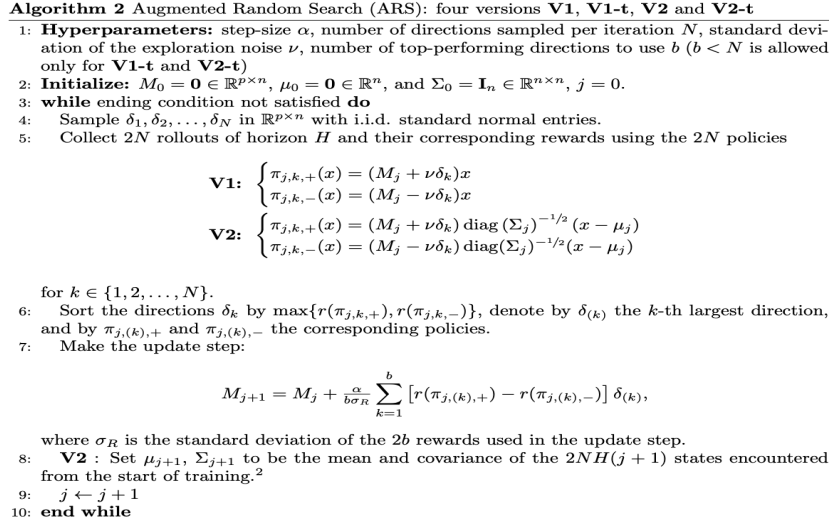 Algorithm 2 Augmented Random Search (ARS): four versions V1, V1-t, V2 and V2-t
1: Hyperparameters: step-size α, number of directions sampled per iteration N, standard devi-
ation of the exploration noise ν, number of top-performing directions to use b (b < N is allowed
only for V1-t and V2-t)
2: Initialize: M₀ = 0 ∈ ℝ^{p×n}, μ₀ = 0 ∈ ℝⁿ, and Σ₀ = Iₙ ∈ ℝ^{n×n}, j = 0.
3: while ending condition not satisfied do
4: Sample δ₁, δ₂, . . . , δ_N in ℝ^{p×n} with i.i.d. standard normal entries.
5: Collect 2N rollouts of horizon H and their corresponding rewards using the 2N policies
V1: { π_{j,k,+}(x) = (M_j + νδ_k)x
π_{j,k,−}(x) = (M_j − νδ_k)x
V2: { π_{j,k,+}(x) = (M_j + νδ_k) diag (Σ_j)^{−1/2} (x − μ_j)
π_{j,k,−}(x) = (M_j − νδ_k) diag(Σ_j)^{−1/2}(x − μ_j)
for k ∈ {1, 2, . . . , N}.
6: Sort the directions δ_k by max{r(π_{j,k,+}), r(π_{j,k,−})}, denote by δ_{(k)} the k-th largest direction,
and by π_{j,(k),+} and π_{j,(k),−} the corresponding policies.
7: Make the update step:
M_{j+1} = M_j + \frac{α}{bσ_R} \sum_{k=1}^{b} [r(π_{j,(k),+}) − r(π_{j,(k),−})] δ_{(k)},
where σ_R is the standard deviation of the 2b rewards used in the update step.
8: V2 : Set μ_{j+1}, Σ_{j+1} to be the mean and covariance of the 2NH(j + 1) states encountered
from the start of training.²
9: j ← j + 1
10: end while